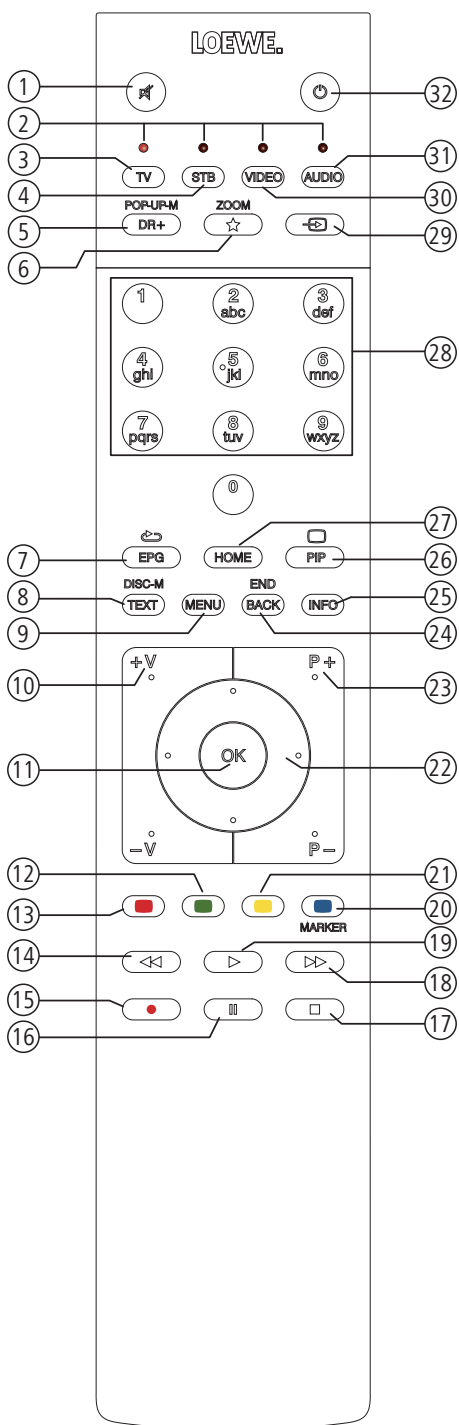 LOEWE.
1
32
2
3
TV
STB
VIDEO
AUDIO
31
4
30
POP-UP-M
ZOOM
5
DR+
29
6
1
2
abc
3
def
28
4
ghi
5
jkl
6
mno
7
pqrs
8
tuv
9
wxyz
0
27
7
EPG
HOME
PIP
26
DISC-M
END
8
TEXT
MENU
BACK
INFO
25
9
24
10
+V
P+
23
11
OK
22
-V
P-
12
21
13
20
MARKER
14
19
18
15
16
17